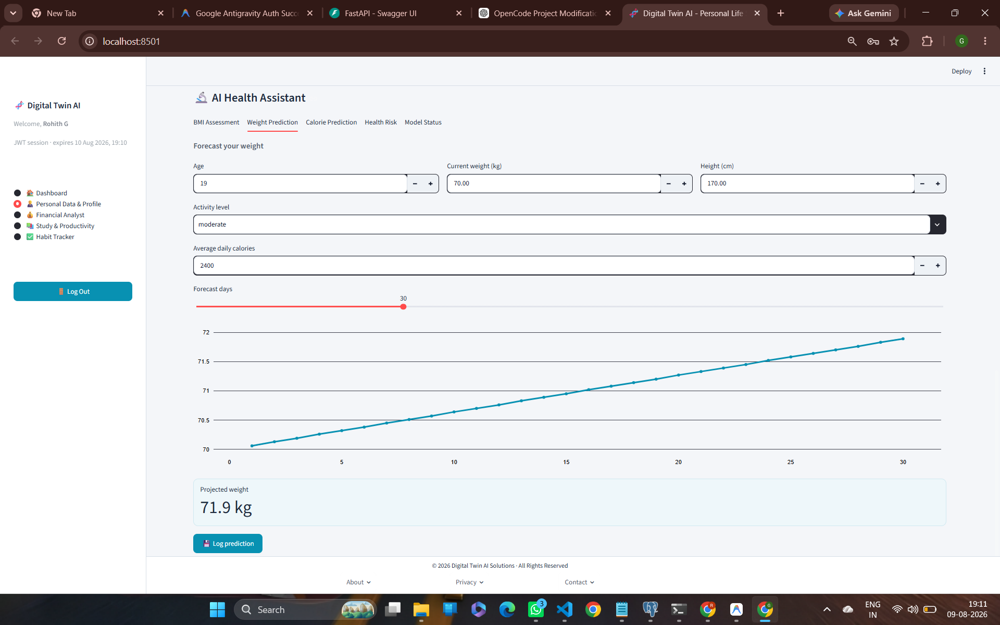 New Tab
Google Antigravity Auth Succ
FastAPI - Swagger UI
OpenCode Project Modificatic
Digital Twin AI - Personal Life
Ask Gemini
localhost:8501
G
Deploy
Digital Twin AI
Welcome, Rohith G
JWT session · expires 10 Aug 2026, 19:10
Dashboard
Personal Data & Profile
Financial Analyst
Study & Productivity
Habit Tracker
Log Out
AI Health Assistant
BMI Assessment Weight Prediction Calorie Prediction Health Risk Model Status
Forecast your weight
Age Current weight (kg) Height (cm)
19 70.00 170.00
Activity level
moderate
Average daily calories
2400
Forecast days
30
72
71.5
71
70.5
70
0 5 10 15 20 25 30
Projected weight
71.9 kg
Log prediction
© 2026 Digital Twin AI Solutions · All Rights Reserved
About Privacy Contact
Search
3
R
G
ENG
IN
19:11
09-08-2026